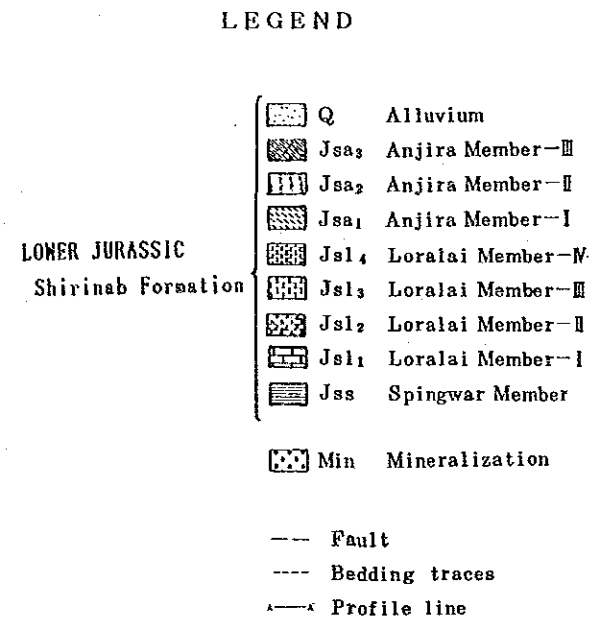 LEGEND
Q Alluvium
Jsa₃ Anjira Member-Ⅲ
Jsa₂ Anjira Member-Ⅱ
Jsa₁ Anjira Member-Ⅰ
LOWER JURASSIC
Shirinab Formation
Jsl₄ Loralai Member-Ⅳ
Jsl₃ Loralai Member-Ⅲ
Jsl₂ Loralai Member-Ⅱ
Jsl₁ Loralai Member-Ⅰ
Jss Spingwar Member
Min Mineralization
Fault
Bedding traces
Profile line